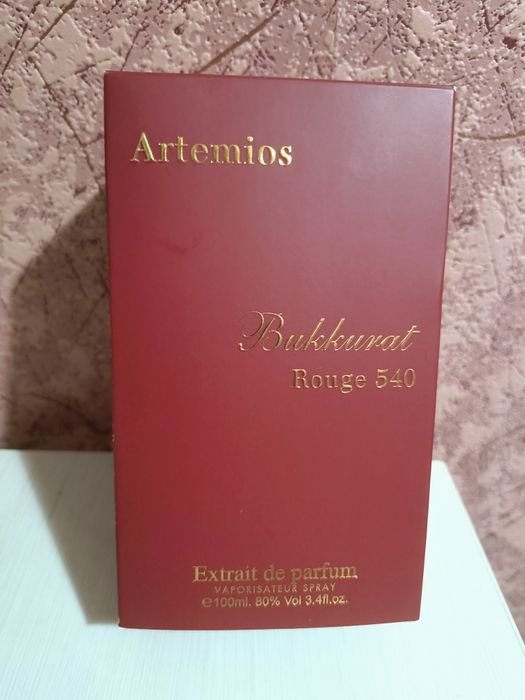 Artemios
Bukkurat
Rouge 540
Extrait de parfum
VAPORISATEUR SPRAY
℮100ml. 80% Vol 3.4fl.oz.